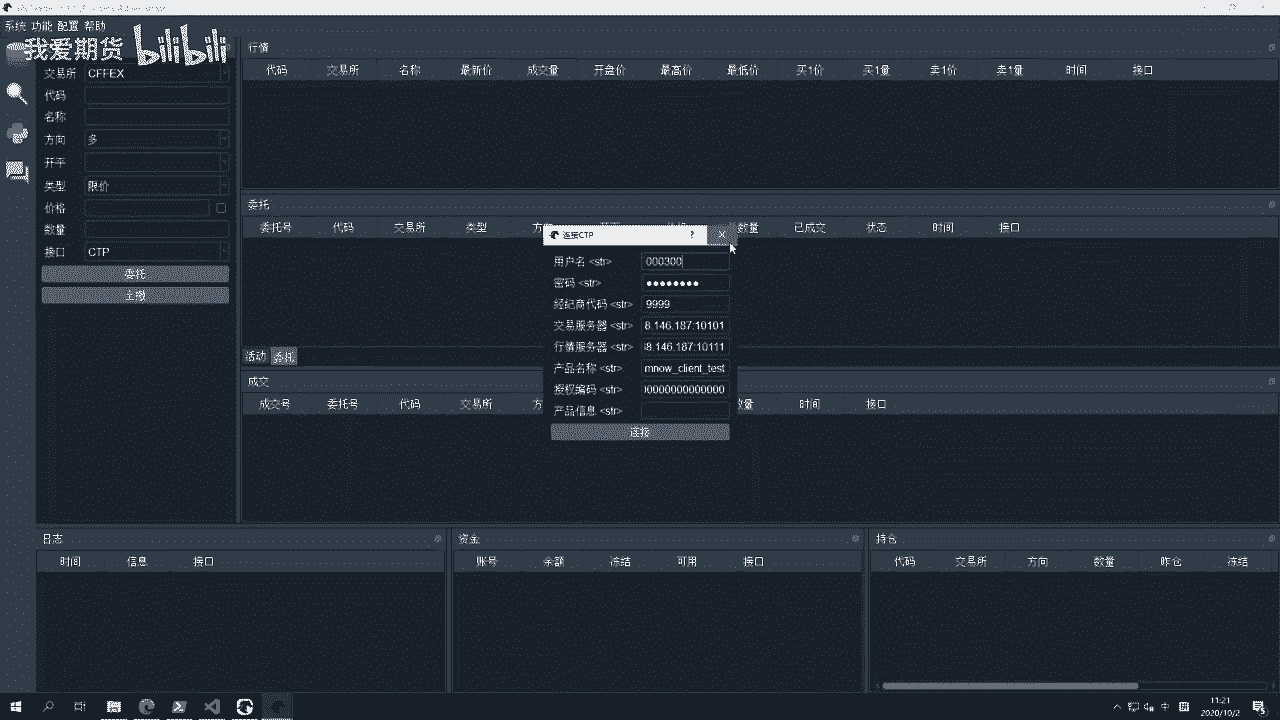 系统 功能 配置 帮助
我爱期货 bilibili
交易所 CFFEX
代码
名称
方向 多
开平
类型 限价
价格
数量
接口 CTP
委托
全撤
行情
代码 交易所 名称 最新价 成交量 开盘价 最高价 最低价 买1价 买1量 卖1价 卖1量 时间 接口
委托
委托号 代码 交易所 类型 数量 已成交 状态 时间 接口
活动 委托
连接CTP ?
用户名 <str> 000300
密码 <str> ●●●●●●●●
经纪商代码 <str> 9999
交易服务器 <str> 8.146.187:10101
行情服务器 <str> 8.146.187:10111
产品名称 <str> mnow_client_test
授权编码 <str> 0000000000000
产品信息 <str>
连接
成交
成交号 委托号 代码 交易所 数量 时间 接口
日志
时间 信息 接口
资金
账号 余额 冻结 可用 接口
持仓
代码 交易所 方向 数量 昨仓 冻结
中 11:21
2020/10/2